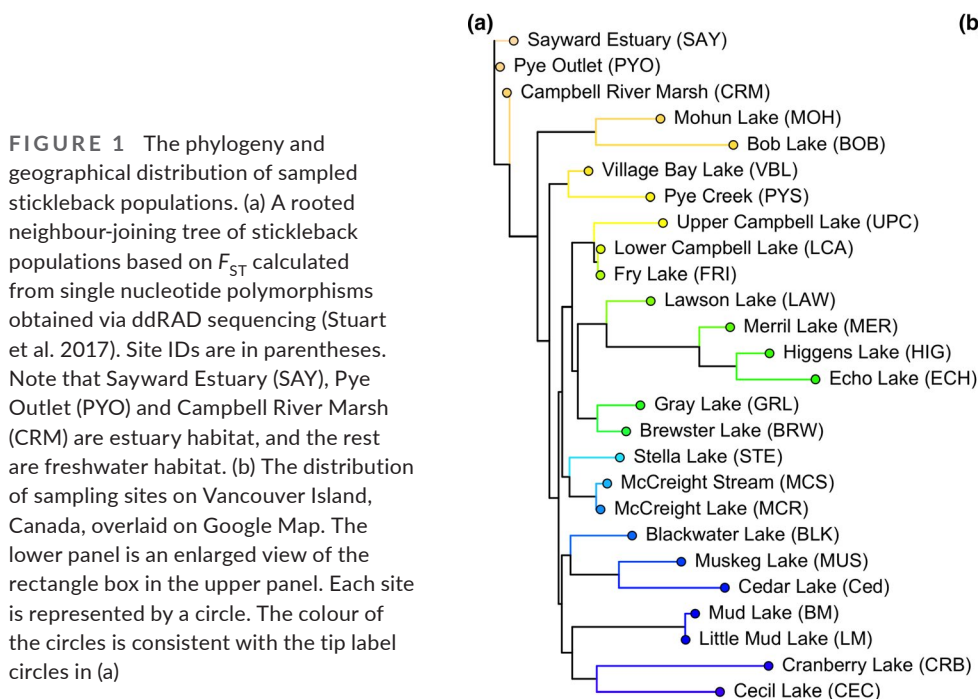 FIGURE 1 The phylogeny and
geographical distribution of sampled
stickleback populations. (a) A rooted
neighbour-joining tree of stickleback
populations based on FST calculated
from single nucleotide polymorphisms
obtained via ddRAD sequencing (Stuart
et al. 2017). Site IDs are in parentheses.
Note that Sayward Estuary (SAY), Pye
Outlet (PYO) and Campbell River Marsh
(CRM) are estuary habitat, and the rest
are freshwater habitat. (b) The distribution
of sampling sites on Vancouver Island,
Canada, overlaid on Google Map. The
lower panel is an enlarged view of the
rectangle box in the upper panel. Each site
is represented by a circle. The colour of
the circles is consistent with the tip label
circles in (a)
(a)
Sayward Estuary (SAY)
Pye Outlet (PYO)
Campbell River Marsh (CRM)
Mohun Lake (MOH)
Bob Lake (BOB)
Village Bay Lake (VBL)
Pye Creek (PYS)
Upper Campbell Lake (UPC)
Lower Campbell Lake (LCA)
Fry Lake (FRI)
Lawson Lake (LAW)
Merril Lake (MER)
Higgens Lake (HIG)
Echo Lake (ECH)
Gray Lake (GRL)
Brewster Lake (BRW)
Stella Lake (STE)
McCreight Stream (MCS)
McCreight Lake (MCR)
Blackwater Lake (BLK)
Muskeg Lake (MUS)
Cedar Lake (Ced)
Mud Lake (BM)
Little Mud Lake (LM)
Cranberry Lake (CRB)
Cecil Lake (CEC)
(b